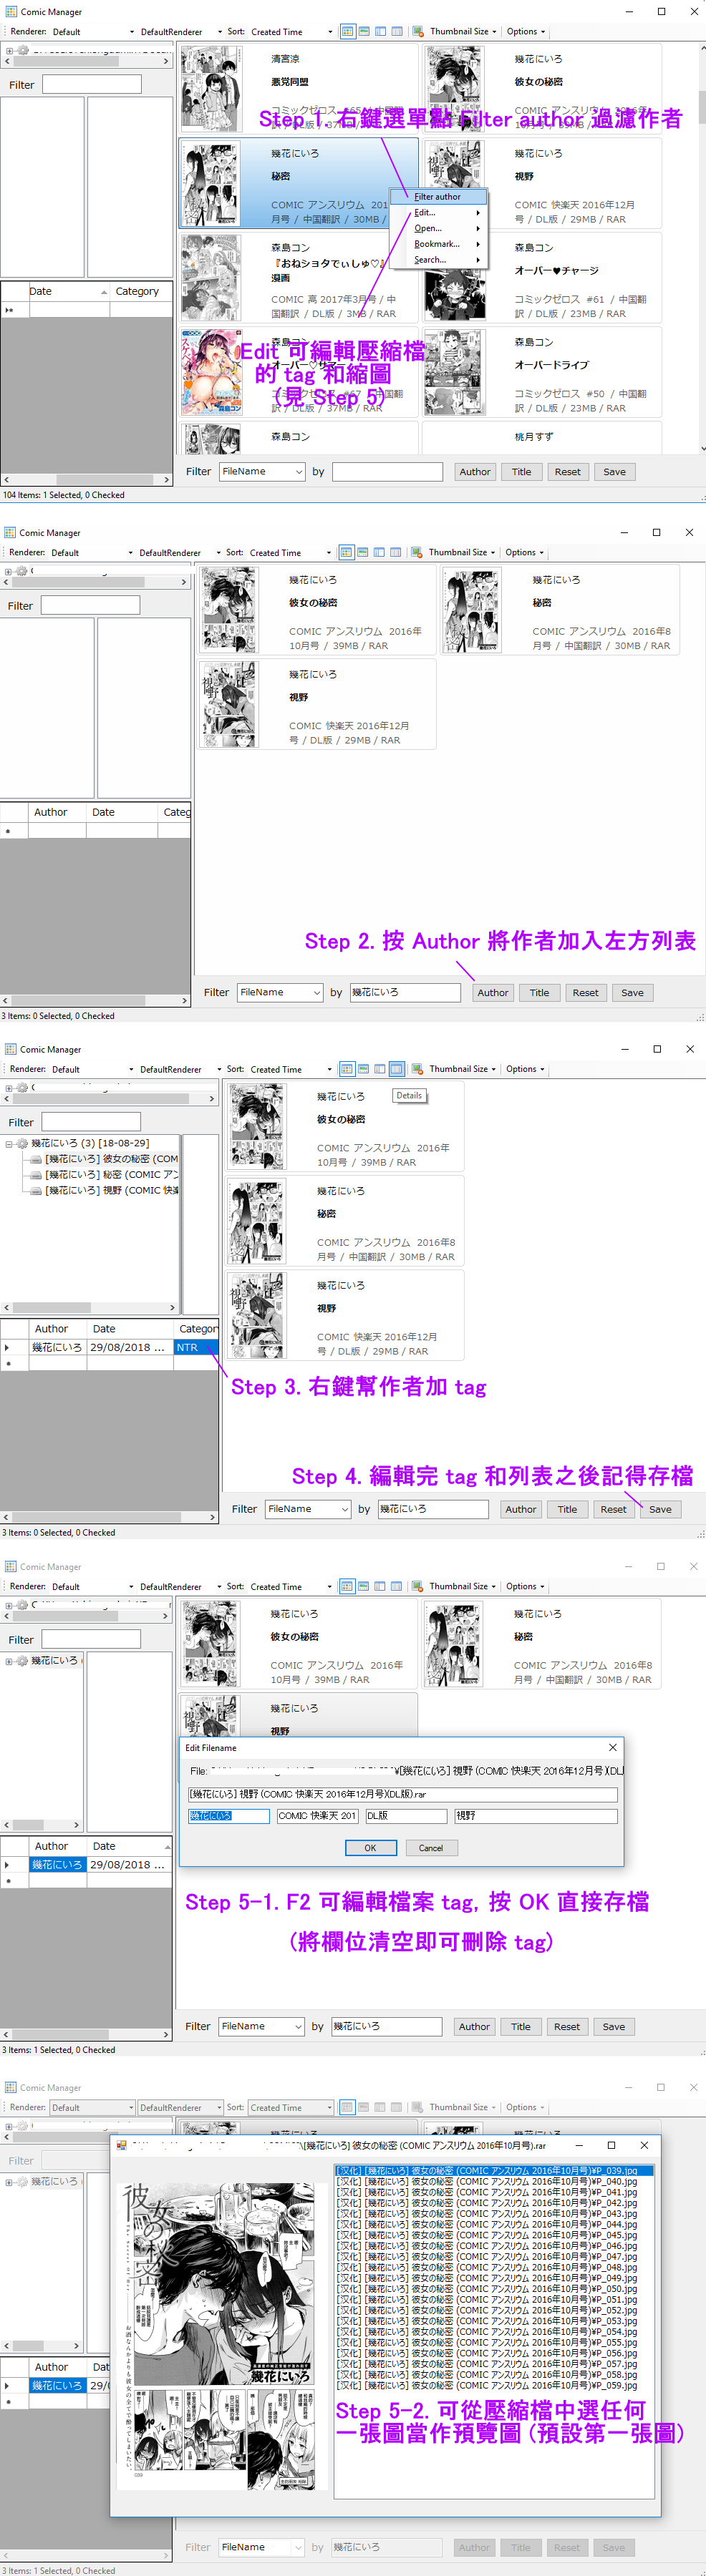 Comic Manager
Renderer: Default DefaultRenderer Sort: Created Time Thumbnail Size Options
Filter
清宮涼
悪党同盟
幾花にいろ
彼女の秘密
Step 1. 右鍵選單點 Filter author 過濾作者
幾花にいろ
秘密
COMIC アンスリウム
月号 / 中国翻訳 / 30MB /
幾花にいろ
視野
COMIC 快楽天 2016年12月
号 / DL版 / 29MB / RAR
Filter author
Edit...
Open...
Bookmark...
Search...
森島コン
『おねショタでぃしゅ♡』
漫画
COMIC 高 2017年3月号 / 中
国翻訳 / DL版 / 3MB / RAR
森島コン
オーバー♥チャージ
コミックゼロス #61 / 中国翻
訳 / DL版 / 23MB / RAR
Date Category
Edit 可編輯壓縮檔
的 tag 和縮圖
(見 Step 5)
森島コン
オーバー♡サマー
コミックゼロス #67 / 中国翻
訳 / DL版 / 37MB / RAR
森島コン
オーバードライブ
コミックゼロス #50 / 中国翻
訳 / DL版 / 23MB / RAR
森島コン
桃月すず
Filter FileName by Author Title Reset Save
104 Items: 1 Selected, 0 Checked
Comic Manager
Renderer: Default DefaultRenderer Sort: Created Time Thumbnail Size Options
Filter
幾花にいろ
彼女の秘密
COMIC アンスリウム 2016年
10月号 / 39MB / RAR
幾花にいろ
秘密
COMIC アンスリウム 2016年8
月号 / 中国翻訳 / 30MB / RAR
幾花にいろ
視野
COMIC 快楽天 2016年12月
号 / DL版 / 29MB / RAR
Author Date Categ
Step 2. 按 Author 將作者加入左方列表
Filter FileName by 幾花にいろ Author Title Reset Save
3 Items: 0 Selected, 0 Checked
Comic Manager
Renderer: Default DefaultRenderer Sort: Created Time Thumbnail Size Options
Details
Filter
幾花にいろ (3) [18-08-29]
[幾花にいろ] 彼女の秘密 (COM
[幾花にいろ] 秘密 (COMIC アン
[幾花にいろ] 視野 (COMIC 快楽
幾花にいろ
彼女の秘密
COMIC アンスリウム 2016年
10月号 / 39MB / RAR
幾花にいろ
秘密
COMIC アンスリウム 2016年8
月号 / 中国翻訳 / 30MB / RAR
幾花にいろ
視野
COMIC 快楽天 2016年12月
号 / DL版 / 29MB / RAR
Author Date Category
幾花にいろ 29/08/2018 ... NTR
Step 3. 右鍵幫作者加 tag
Step 4. 編輯完 tag 和列表之後記得存檔
Filter FileName by 幾花にいろ Author Title Reset Save
3 Items: 0 Selected, 0 Checked
Comic Manager
Renderer: Default DefaultRenderer Sort: Created Time Thumbnail Size Options
Filter
幾花にいろ
幾花にいろ
彼女の秘密
COMIC アンスリウム 2016年
10月号 / 39MB / RAR
幾花にいろ
秘密
COMIC アンスリウム 2016年8
月号 / 中国翻訳 / 30MB / RAR
幾花にいろ
視野
Edit Filename
File: ¥[幾花にいろ] 視野 (COMIC 快楽天 2016年12月号)(DL
[幾花にいろ] 視野 (COMIC 快楽天 2016年12月号)(DL版).rar
幾花にいろ COMIC 快楽天 201 DL版 視野
OK Cancel
Author Date
幾花にいろ 29/08/2018 ...
Step 5-1. F2 可編輯檔案 tag, 按 OK 直接存檔
(將欄位清空即可刪除 tag)
Filter FileName by 幾花にいろ Author Title Reset Save
3 Items: 1 Selected, 0 Checked
Comic Manager
Renderer: Default DefaultRenderer Sort: Created Time Thumbnail Size Options
Filter
幾花にいろ
\[幾花にいろ] 彼女の秘密 (COMIC アンスリウム 2016年10月号).rar
[汉化] [幾花にいろ] 彼女の秘密 (COMIC アンスリウム 2016年10月号)¥P_039.jpg
[汉化] [幾花にいろ] 彼女の秘密 (COMIC アンスリウム 2016年10月号)¥P_040.jpg
[汉化] [幾花にいろ] 彼女の秘密 (COMIC アンスリウム 2016年10月号)¥P_041.jpg
[汉化] [幾花にいろ] 彼女の秘密 (COMIC アンスリウム 2016年10月号)¥P_042.jpg
[汉化] [幾花にいろ] 彼女の秘密 (COMIC アンスリウム 2016年10月号)¥P_043.jpg
[汉化] [幾花にいろ] 彼女の秘密 (COMIC アンスリウム 2016年10月号)¥P_044.jpg
[汉化] [幾花にいろ] 彼女の秘密 (COMIC アンスリウム 2016年10月号)¥P_045.jpg
[汉化] [幾花にいろ] 彼女の秘密 (COMIC アンスリウム 2016年10月号)¥P_046.jpg
[汉化] [幾花にいろ] 彼女の秘密 (COMIC アンスリウム 2016年10月号)¥P_047.jpg
[汉化] [幾花にいろ] 彼女の秘密 (COMIC アンスリウム 2016年10月号)¥P_048.jpg
[汉化] [幾花にいろ] 彼女の秘密 (COMIC アンスリウム 2016年10月号)¥P_049.jpg
[汉化] [幾花にいろ] 彼女の秘密 (COMIC アンスリウム 2016年10月号)¥P_050.jpg
[汉化] [幾花にいろ] 彼女の秘密 (COMIC アンスリウム 2016年10月号)¥P_051.jpg
[汉化] [幾花にいろ] 彼女の秘密 (COMIC アンスリウム 2016年10月号)¥P_052.jpg
[汉化] [幾花にいろ] 彼女の秘密 (COMIC アンスリウム 2016年10月号)¥P_053.jpg
[汉化] [幾花にいろ] 彼女の秘密 (COMIC アンスリウム 2016年10月号)¥P_054.jpg
[汉化] [幾花にいろ] 彼女の秘密 (COMIC アンスリウム 2016年10月号)¥P_055.jpg
[汉化] [幾花にいろ] 彼女の秘密 (COMIC アンスリウム 2016年10月号)¥P_056.jpg
[汉化] [幾花にいろ] 彼女の秘密 (COMIC アンスリウム 2016年10月号)¥P_057.jpg
[汉化] [幾花にいろ] 彼女の秘密 (COMIC アンスリウム 2016年10月号)¥P_058.jpg
[汉化] [幾花にいろ] 彼女の秘密 (COMIC アンスリウム 2016年10月号)¥P_059.jpg
彼女の秘密
幾花にいろ
Author Dat
幾花にいろ 29/0
Step 5-2. 可從壓縮檔中選任何
一張圖當作預覽圖 (預設第一張圖)
Filter FileName by 幾花にいろ Author Title Reset Save
3 Items: 1 Selected, 0 Checked